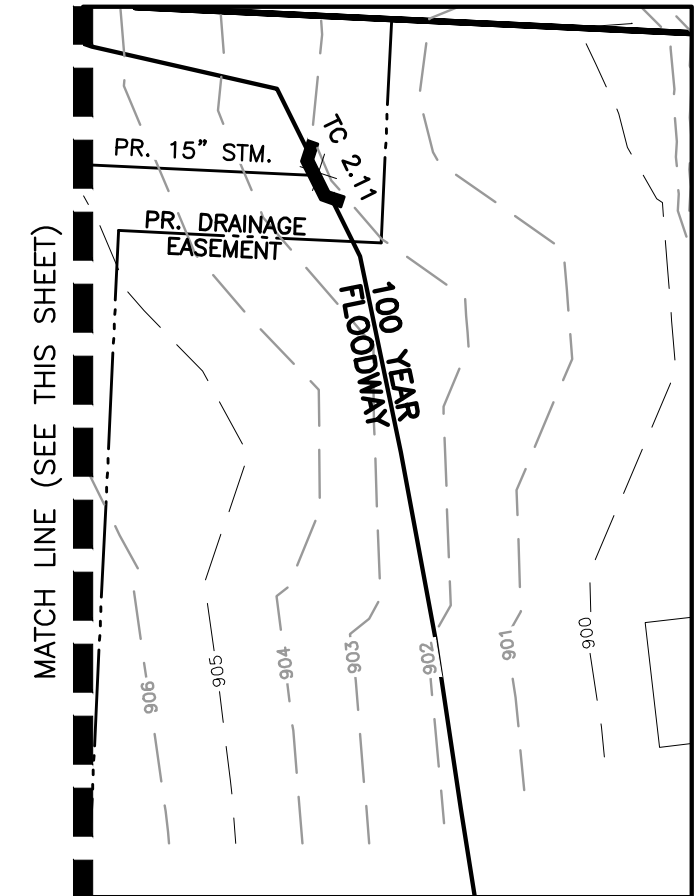 TC 2.11
PR. 15" STM.
PR. DRAINAGE
EASEMENT
100 YEAR
FLOODWAY
MATCH LINE (SEE THIS SHEET)
906
905
904
903
902
901
900